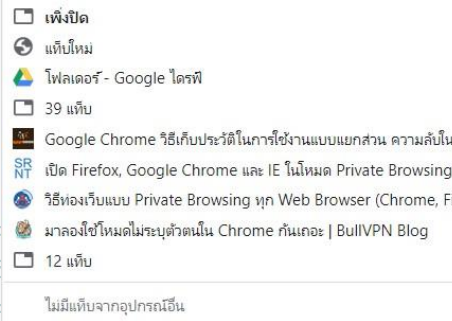 เพิ่งปิด
แท็บใหม่
โฟลเดอร์ - Google ไดรฟ์
39 แท็บ
Google Chrome วิธีเก็บประวัติในการใช้งานแบบแยกส่วน ความลับใน
SR NT เปิด Firefox, Google Chrome และ IE ในโหมด Private Browsing
วิธีท่องเว็บแบบ Private Browsing ทุก Web Browser (Chrome, Fi
มาลองใช้โหมดไม่ระบุตัวตนใน Chrome กันเถอะ | BullVPN Blog
12 แท็บ
ไม่มีแท็บจากอุปกรณ์อื่น